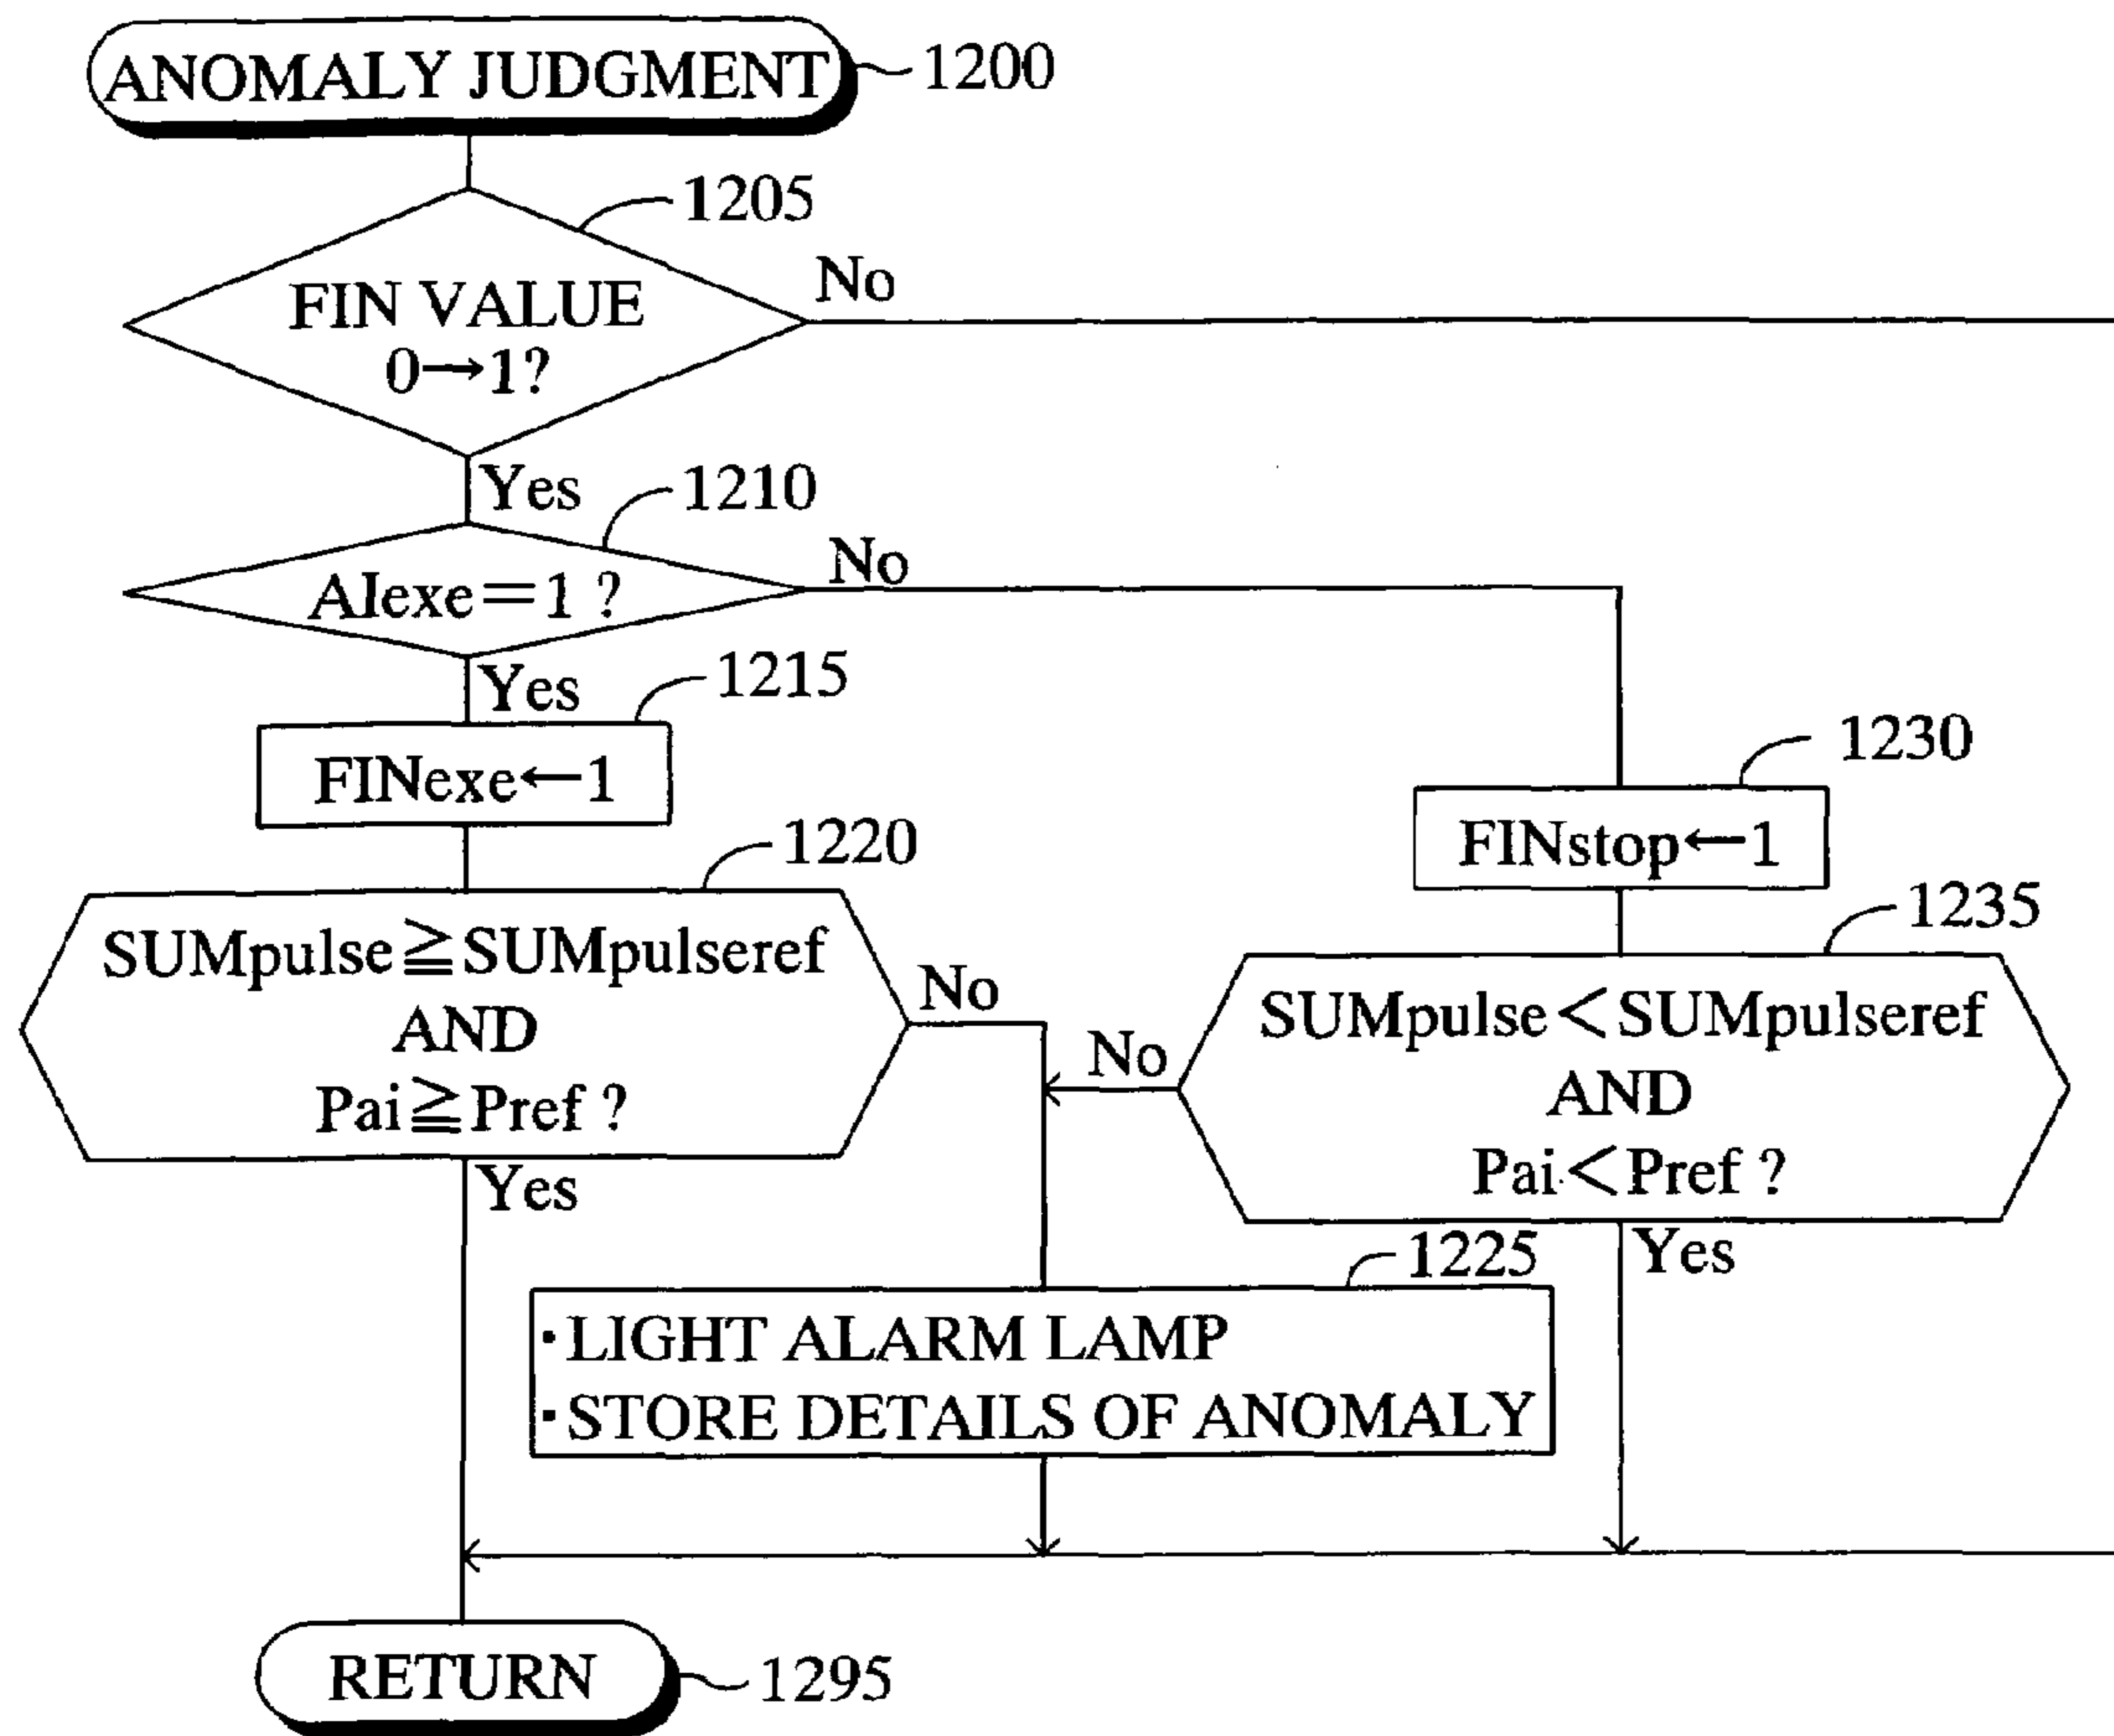 ANOMALY JUDGMENT
1200
1205
FIN VALUE
0→1?
No
Yes
1210
AIexe=1 ?
No
Yes
1215
FINexe←1
1230
FINstop←1
1220
SUMpulse≧SUMpulseref
AND
Pai≧Pref ?
No
Yes
1235
SUMpulse<SUMpulseref
AND
Pai<Pref ?
No
Yes
1225
・LIGHT ALARM LAMP
・STORE DETAILS OF ANOMALY
RETURN
1295